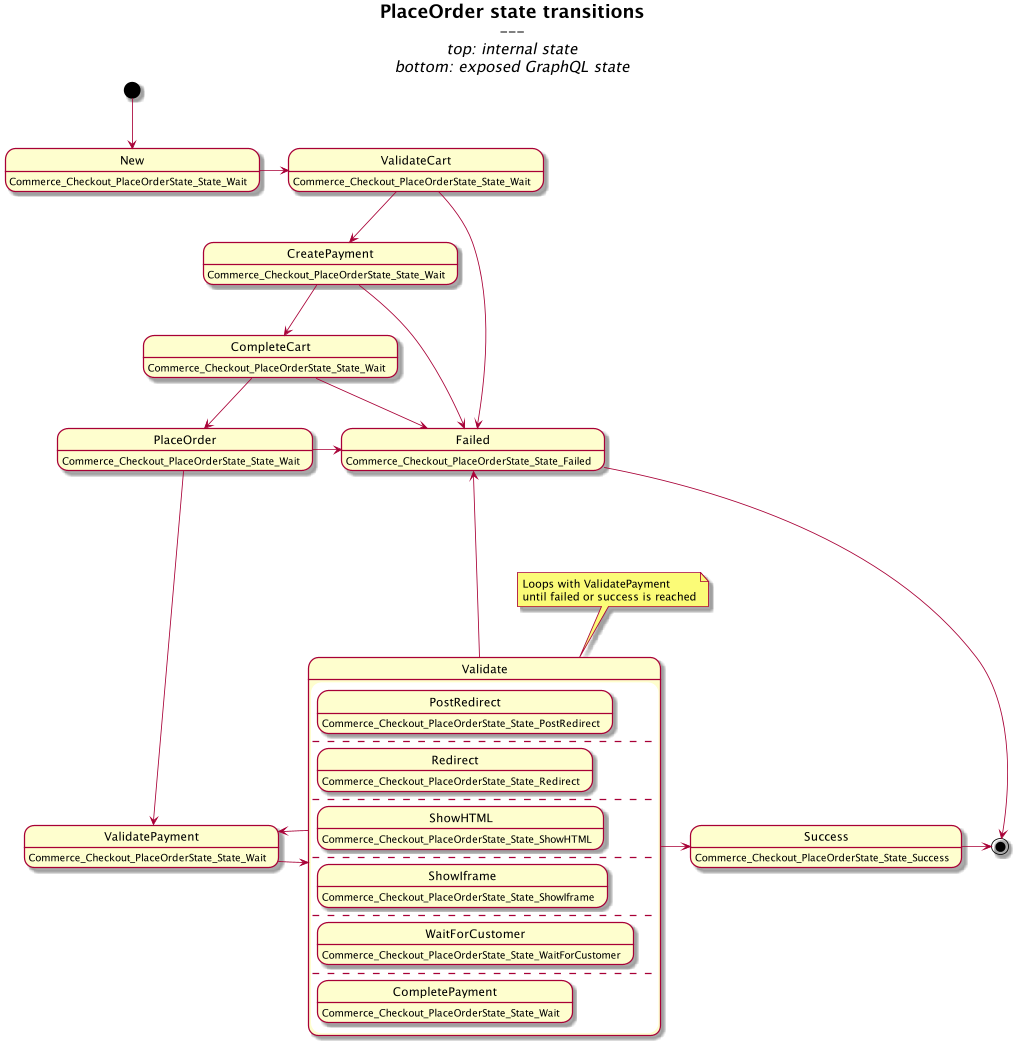 PlaceOrder state transitions
---
top: internal state
bottom: exposed GraphQL state
New
Commerce_Checkout_PlaceOrderState_State_Wait
ValidateCart
Commerce_Checkout_PlaceOrderState_State_Wait
CreatePayment
Commerce_Checkout_PlaceOrderState_State_Wait
CompleteCart
Commerce_Checkout_PlaceOrderState_State_Wait
PlaceOrder
Commerce_Checkout_PlaceOrderState_State_Wait
Failed
Commerce_Checkout_PlaceOrderState_State_Failed
Loops with ValidatePayment
until failed or success is reached
Validate
PostRedirect
Commerce_Checkout_PlaceOrderState_State_PostRedirect
Redirect
Commerce_Checkout_PlaceOrderState_State_Redirect
ShowHTML
Commerce_Checkout_PlaceOrderState_State_ShowHTML
ShowIframe
Commerce_Checkout_PlaceOrderState_State_ShowIframe
WaitForCustomer
Commerce_Checkout_PlaceOrderState_State_WaitForCustomer
CompletePayment
Commerce_Checkout_PlaceOrderState_State_Wait
ValidatePayment
Commerce_Checkout_PlaceOrderState_State_Wait
Success
Commerce_Checkout_PlaceOrderState_State_Success